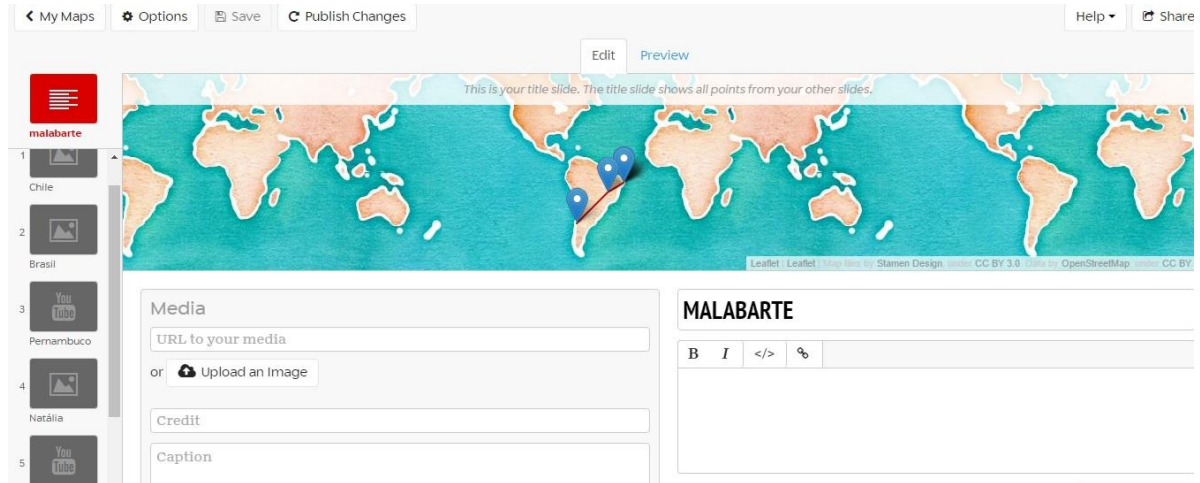 My Maps Options Save Publish Changes Help Share
Edit Preview
This is your title slide. The title slide shows all points from your other slides.
malabarte
1
Chile
2
Brasil
3 You Tube
Pernambuco
4
Natália
5 You Tube
Leaflet | Leaflet | Map tiles by Stamen Design, under CC BY 3.0. Data by OpenStreetMap, under CC BY
Media
URL to your media
or Upload an Image
Credit
Caption
MALABARTE
B I </>